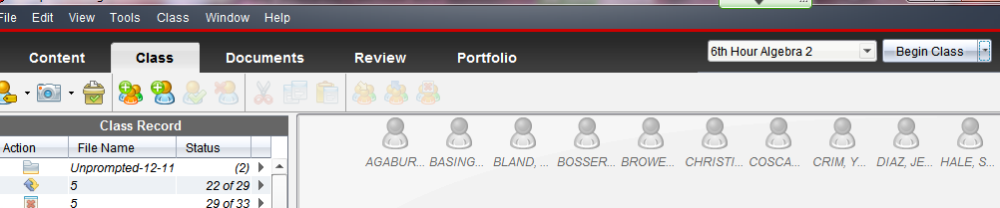 File Edit View Tools Class Window Help
Content Class Documents Review Portfolio 6th Hour Algebra 2 Begin Class
Class Record
Action File Name Status
Unprompted-12-11 (2)
5 22 of 29
5 29 of 33
AGABUR... BASING... BLAND, ... BOSSER... BROWE... CHRISTI... COSCA... CRIM, Y... DIAZ, JE... HALE, S...